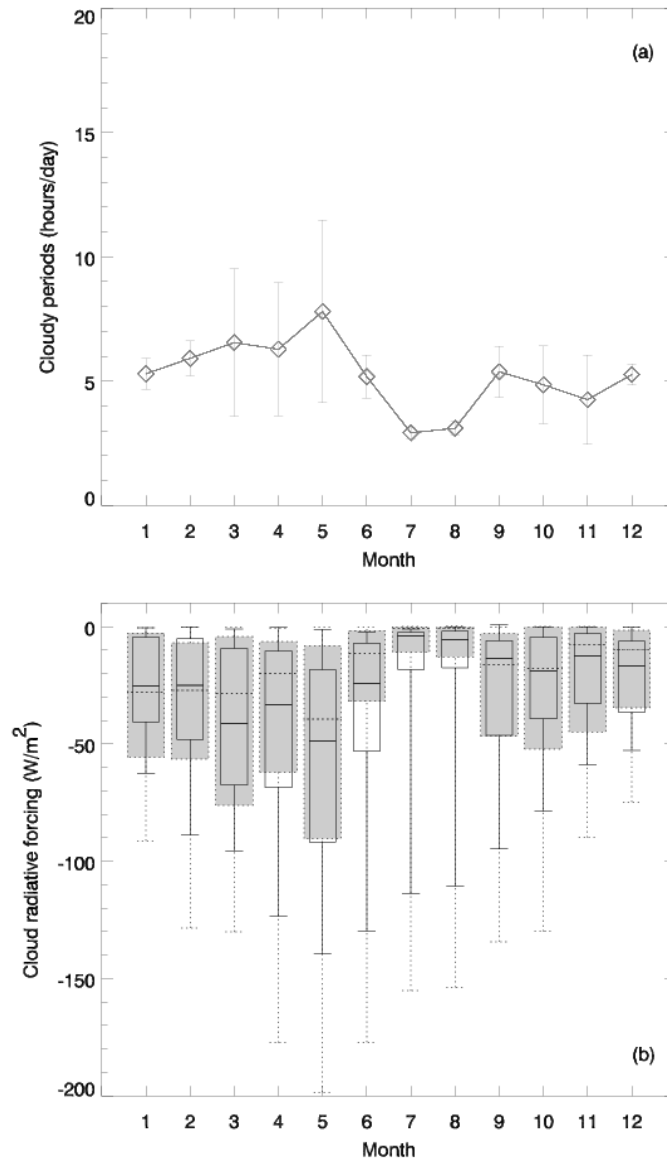 20
(a)
15
10
5
0
Cloudy periods (hours/day)
1 2 3 4 5 6 7 8 9 10 11 12
Month
0
-50
-100
-150
-200
Cloud radiative forcing (W/m²)
(b)
1 2 3 4 5 6 7 8 9 10 11 12
Month